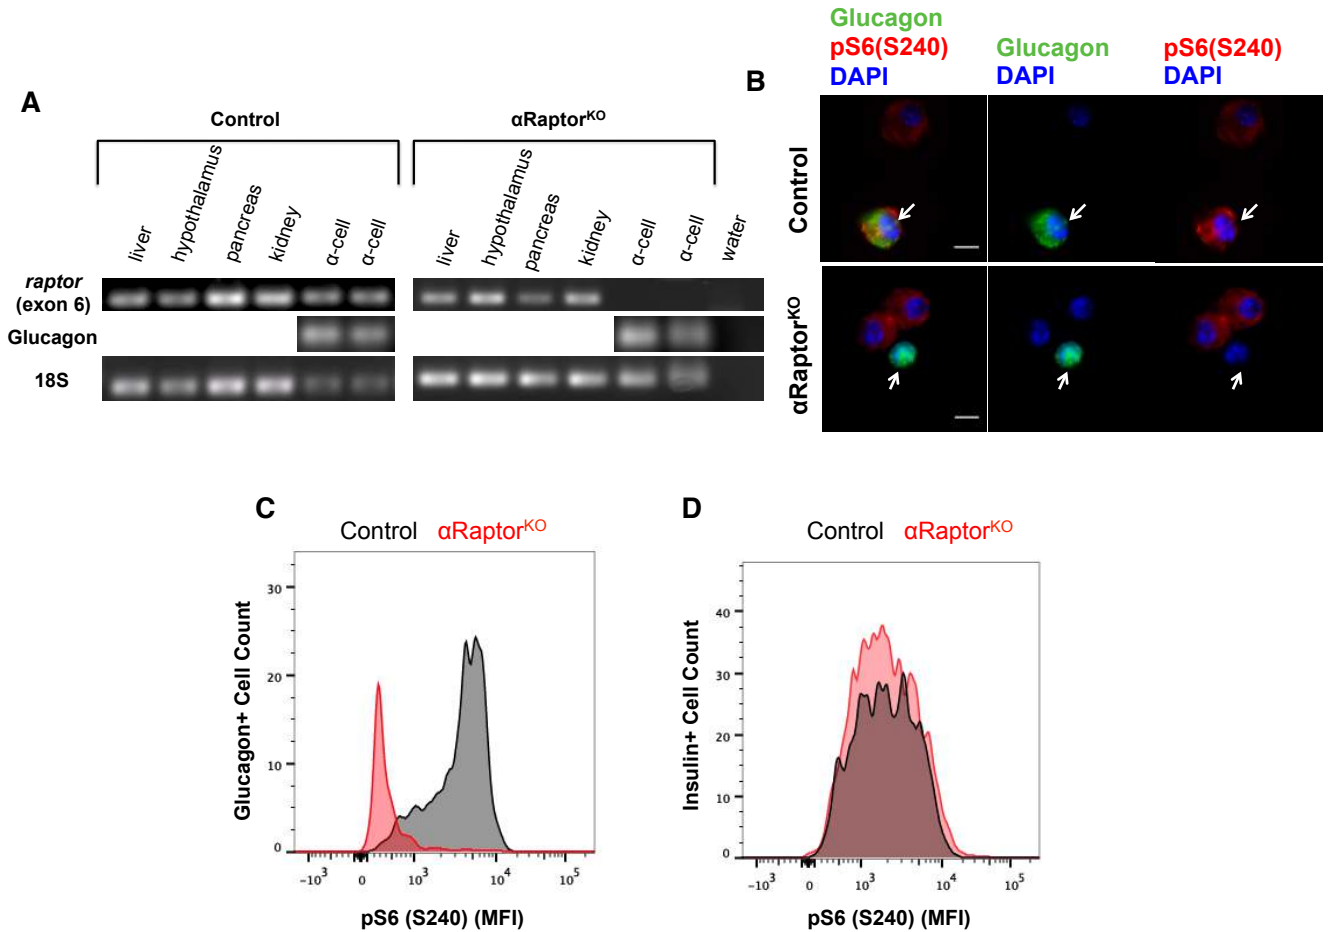 A
Control
αRaptorKO
liver
hypothalamus
pancreas
kidney
α-cell
α-cell
liver
hypothalamus
pancreas
kidney
α-cell
α-cell
water
raptor
(exon 6)
Glucagon
18S
B
Glucagon
pS6(S240)
DAPI
Glucagon
DAPI
pS6(S240)
DAPI
Control
αRaptorKO
C
Control αRaptorKO
Glucagon+ Cell Count
30
20
10
0
-10³ 0 10³ 10⁴ 10⁵
pS6 (S240) (MFI)
D
Control αRaptorKO
Insulin+ Cell Count
40
30
20
10
0
-10³ 0 10³ 10⁴ 10⁵
pS6 (S240) (MFI)